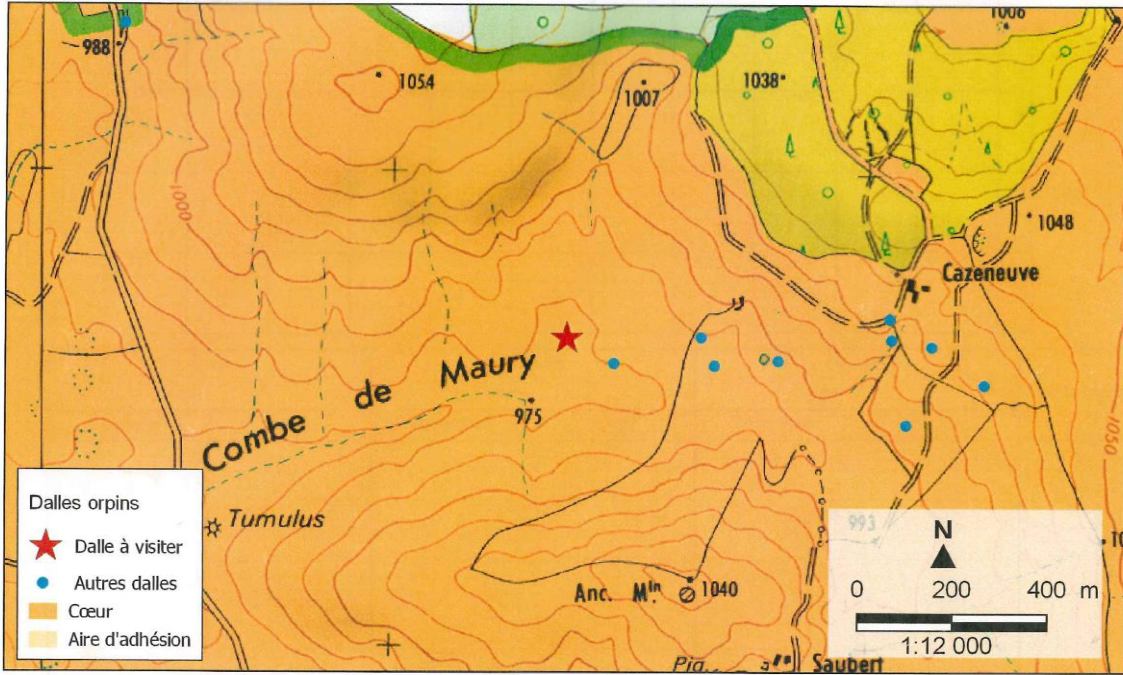 1006
988
1054
1007
1038
1000
1048
Cazeneuve
Combe de Maury
975
1050
Dalles orpins
Dalle à visiter
Autres dalles
Cœur
Aire d'adhésion
Tumulus
993
N
0 200 400 m
1:12 000
Anc. Min.
1040
Saubert